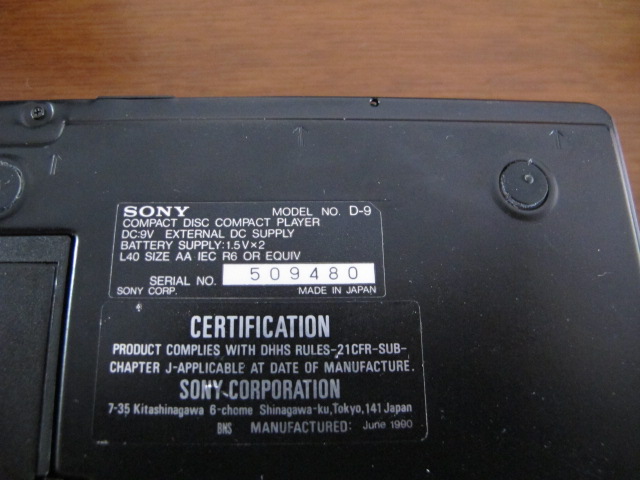 SONY MODEL NO. D-9
COMPACT DISC COMPACT PLAYER
DC:9V EXTERNAL DC SUPPLY
BATTERY SUPPLY:1.5V×2
L40 SIZE AA IEC R6 OR EQUIV
SERIAL NO. 509480
SONY CORP. MADE IN JAPAN
CERTIFICATION
PRODUCT COMPLIES WITH DHHS RULES-21CFR-SUB-
CHAPTER J-APPLICABLE AT DATE OF MANUFACTURE.
SONY CORPORATION
7-35 Kitashinagawa 6-chome Shinagawa-ku,Tokyo,141 Japan
BNS MANUFACTURED: June 1990